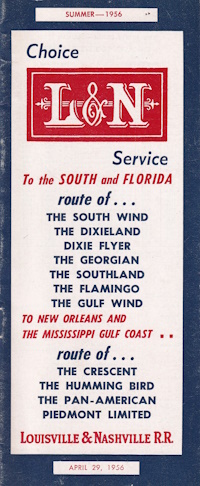 SUMMER—1956
Choice
L&N
Service
To the SOUTH and FLORIDA
route of...
THE SOUTH WIND
THE DIXIELAND
DIXIE FLYER
THE GEORGIAN
THE SOUTHLAND
THE FLAMINGO
THE GULF WIND
TO NEW ORLEANS AND
THE MISSISSIPPI GULF COAST . .
route of...
THE CRESCENT
THE HUMMING BIRD
THE PAN-AMERICAN
PIEDMONT LIMITED
LOUISVILLE & NASHVILLE R.R.
APRIL 29, 1956